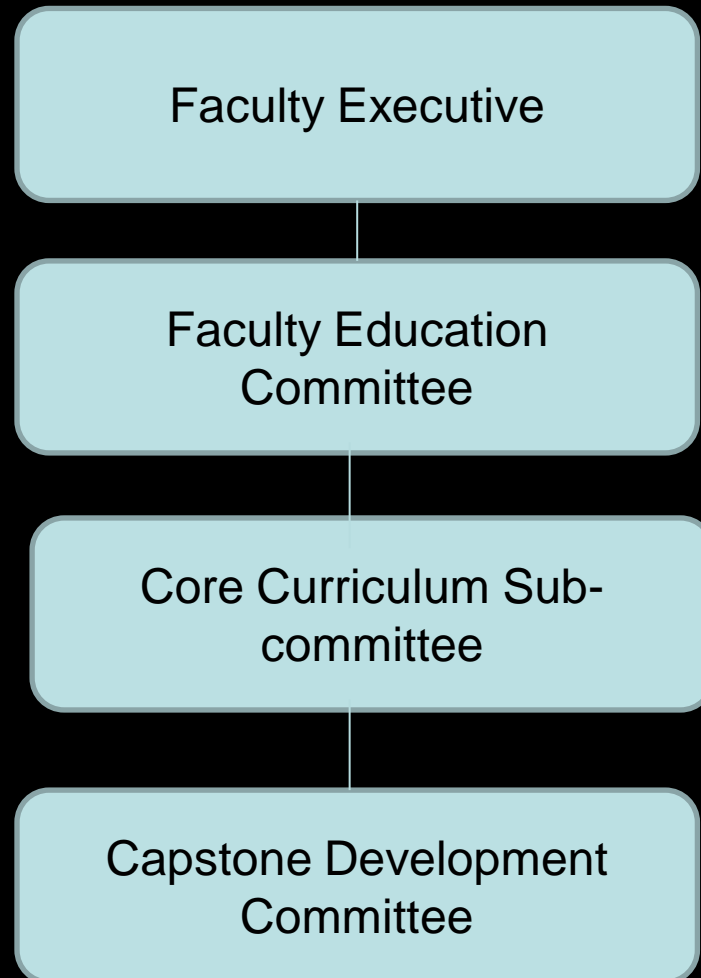 Faculty Executive
Faculty Education
Committee
Core Curriculum Sub-
committee
Capstone Development
Committee